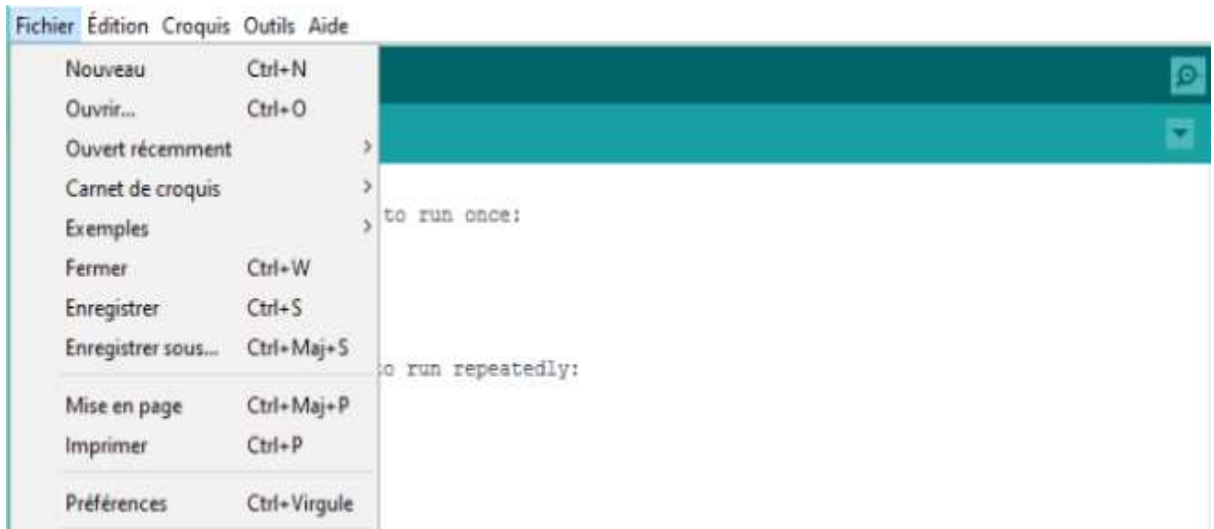 Fichier Édition Croquis Outils Aide
Nouveau Ctrl+N
Ouvrir... Ctrl+O
Ouvert récemment
Carnet de croquis
Exemples
to run once:
Fermer Ctrl+W
Enregistrer Ctrl+S
Enregistrer sous... Ctrl+Maj+S
o run repeatedly:
Mise en page Ctrl+Maj+P
Imprimer Ctrl+P
Préférences Ctrl+Virgule